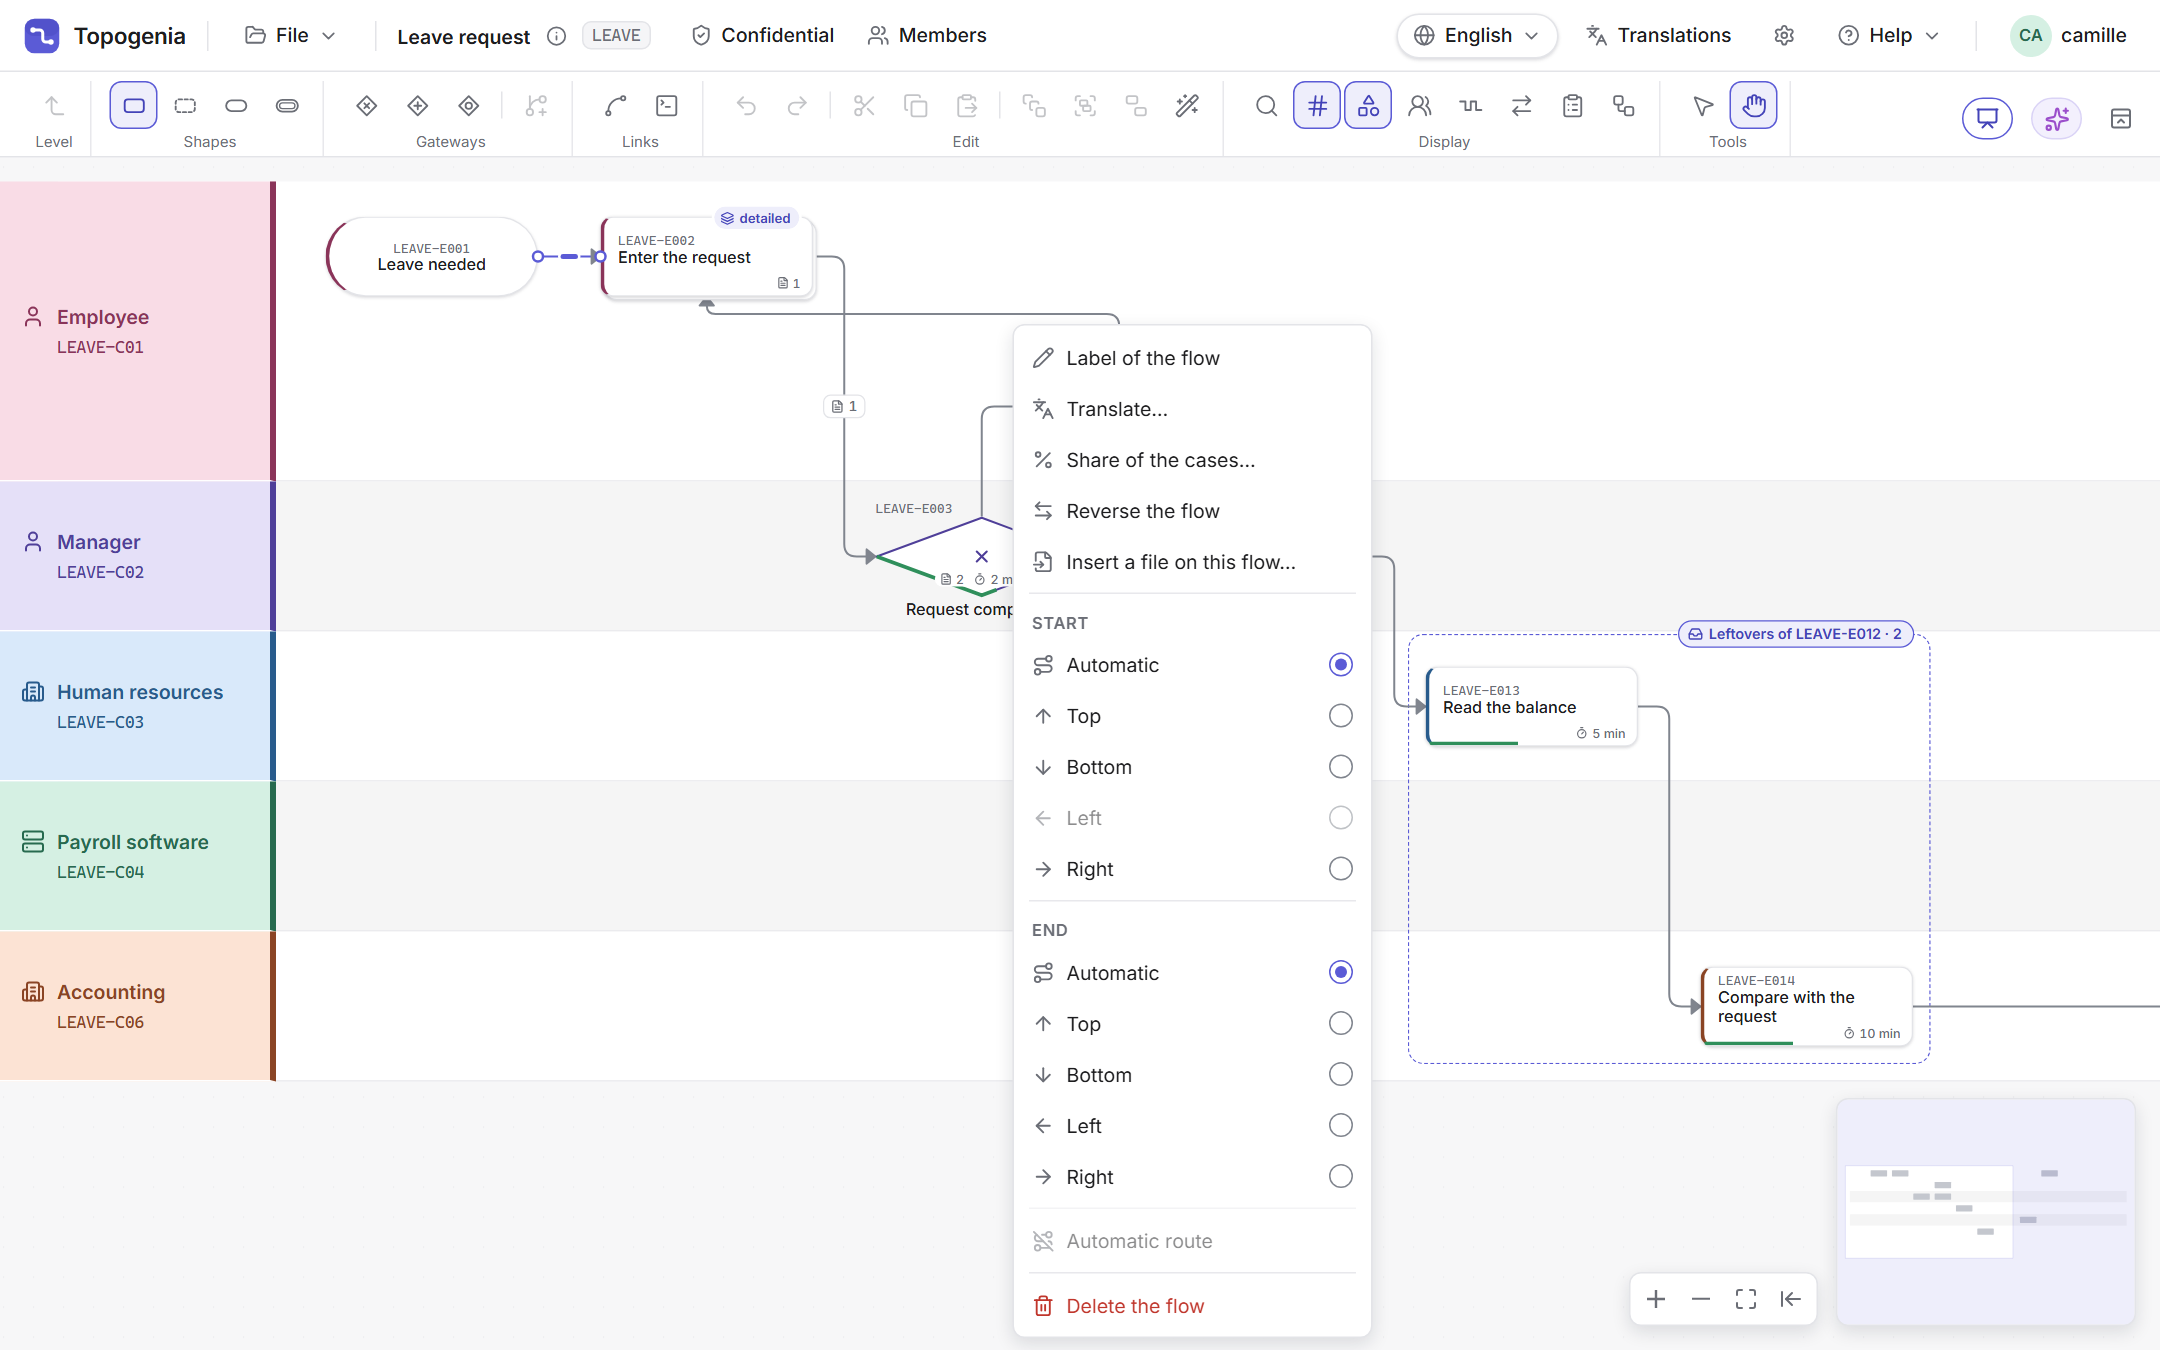 Topogenia
File
Leave request
LEAVE
Confidential
Members
English
Translations
Help
CA
camille
Level
Shapes
Gateways
Links
Edit
Display
Tools
Employee
LEAVE-C01
Manager
LEAVE-C02
Human resources
LEAVE-C03
Payroll software
LEAVE-C04
Accounting
LEAVE-C06
LEAVE-E001
Leave needed
detailed
LEAVE-E002
Enter the request
1
1
LEAVE-E003
2 2 m
Request comp
Label of the flow
Translate...
Share of the cases...
Reverse the flow
Insert a file on this flow...
START
Automatic
Top
Bottom
Left
Right
END
Automatic
Top
Bottom
Left
Right
Automatic route
Delete the flow
Leftovers of LEAVE-E012 · 2
LEAVE-E013
Read the balance
5 min
LEAVE-E014
Compare with the
request
10 min